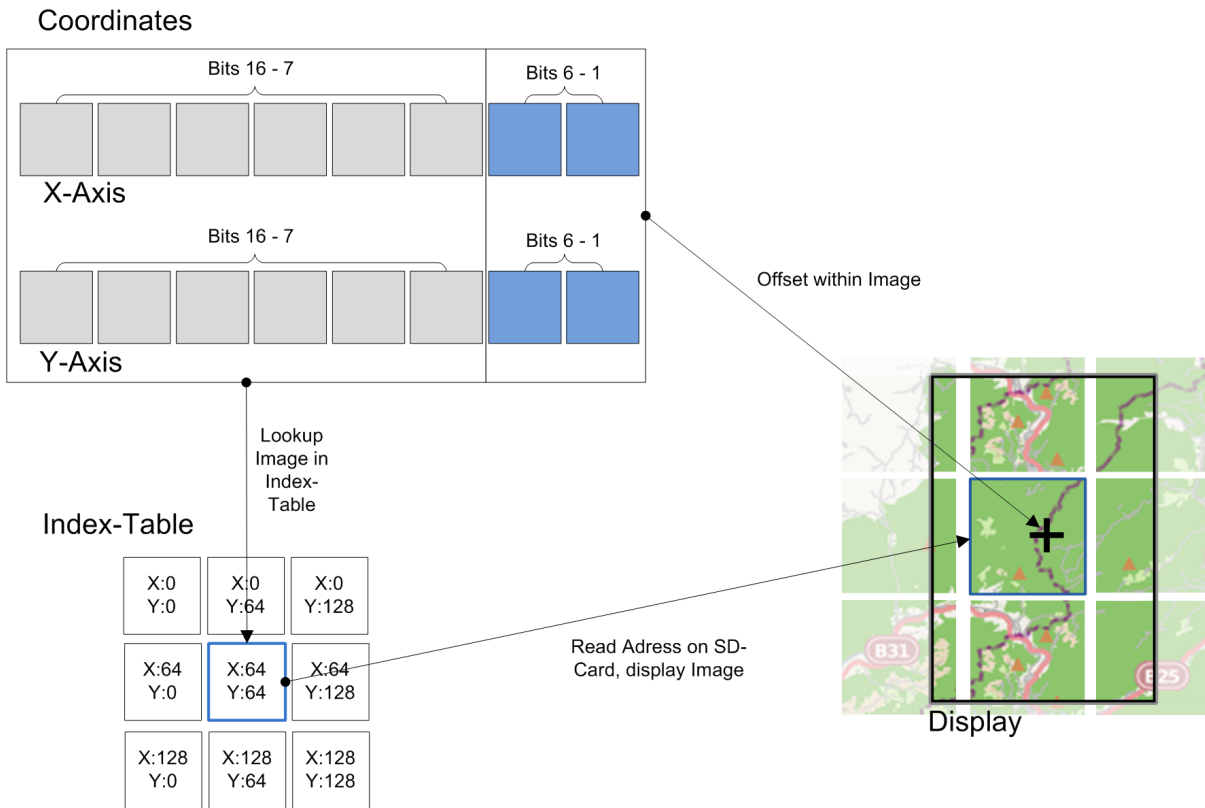 Coordinates
Bits 16 - 7
Bits 6 - 1
X-Axis
Bits 16 - 7
Bits 6 - 1
Y-Axis
Offset within Image
Lookup
Image in
Index-
Table
Index-Table
X:0
Y:0
X:0
Y:64
X:0
Y:128
X:64
Y:0
X:64
Y:64
X:64
Y:128
X:128
Y:0
X:128
Y:64
X:128
Y:128
Read Adress on SD-
Card, display Image
B31
B25
Display